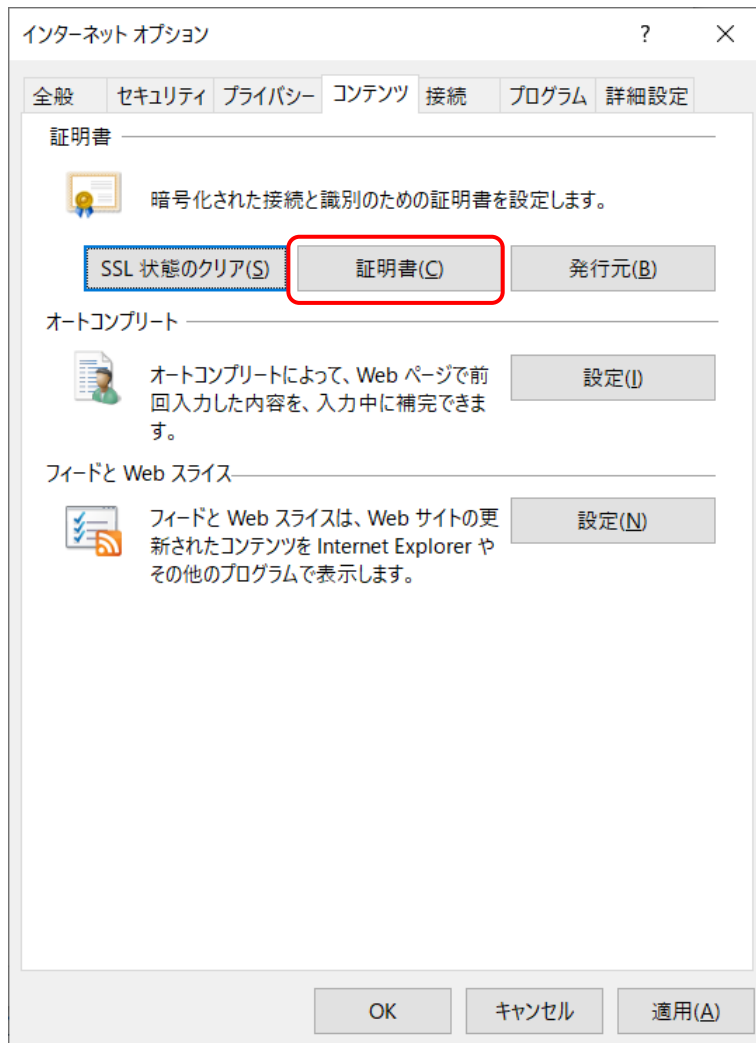 インターネット オプション ?
全般 セキュリティ プライバシー コンテンツ 接続 プログラム 詳細設定
証明書
暗号化された接続と識別のための証明書を設定します。
SSL 状態のクリア(S) 証明書(C) 発行元(B)
オートコンプリート
オートコンプリートによって、Web ページで前
回入力した内容を、入力中に補完できま
す。
設定(I)
フィードと Web スライス
フィードと Web スライスは、Web サイトの更
新されたコンテンツを Internet Explorer や
その他のプログラムで表示します。
設定(N)
OK キャンセル 適用(A)